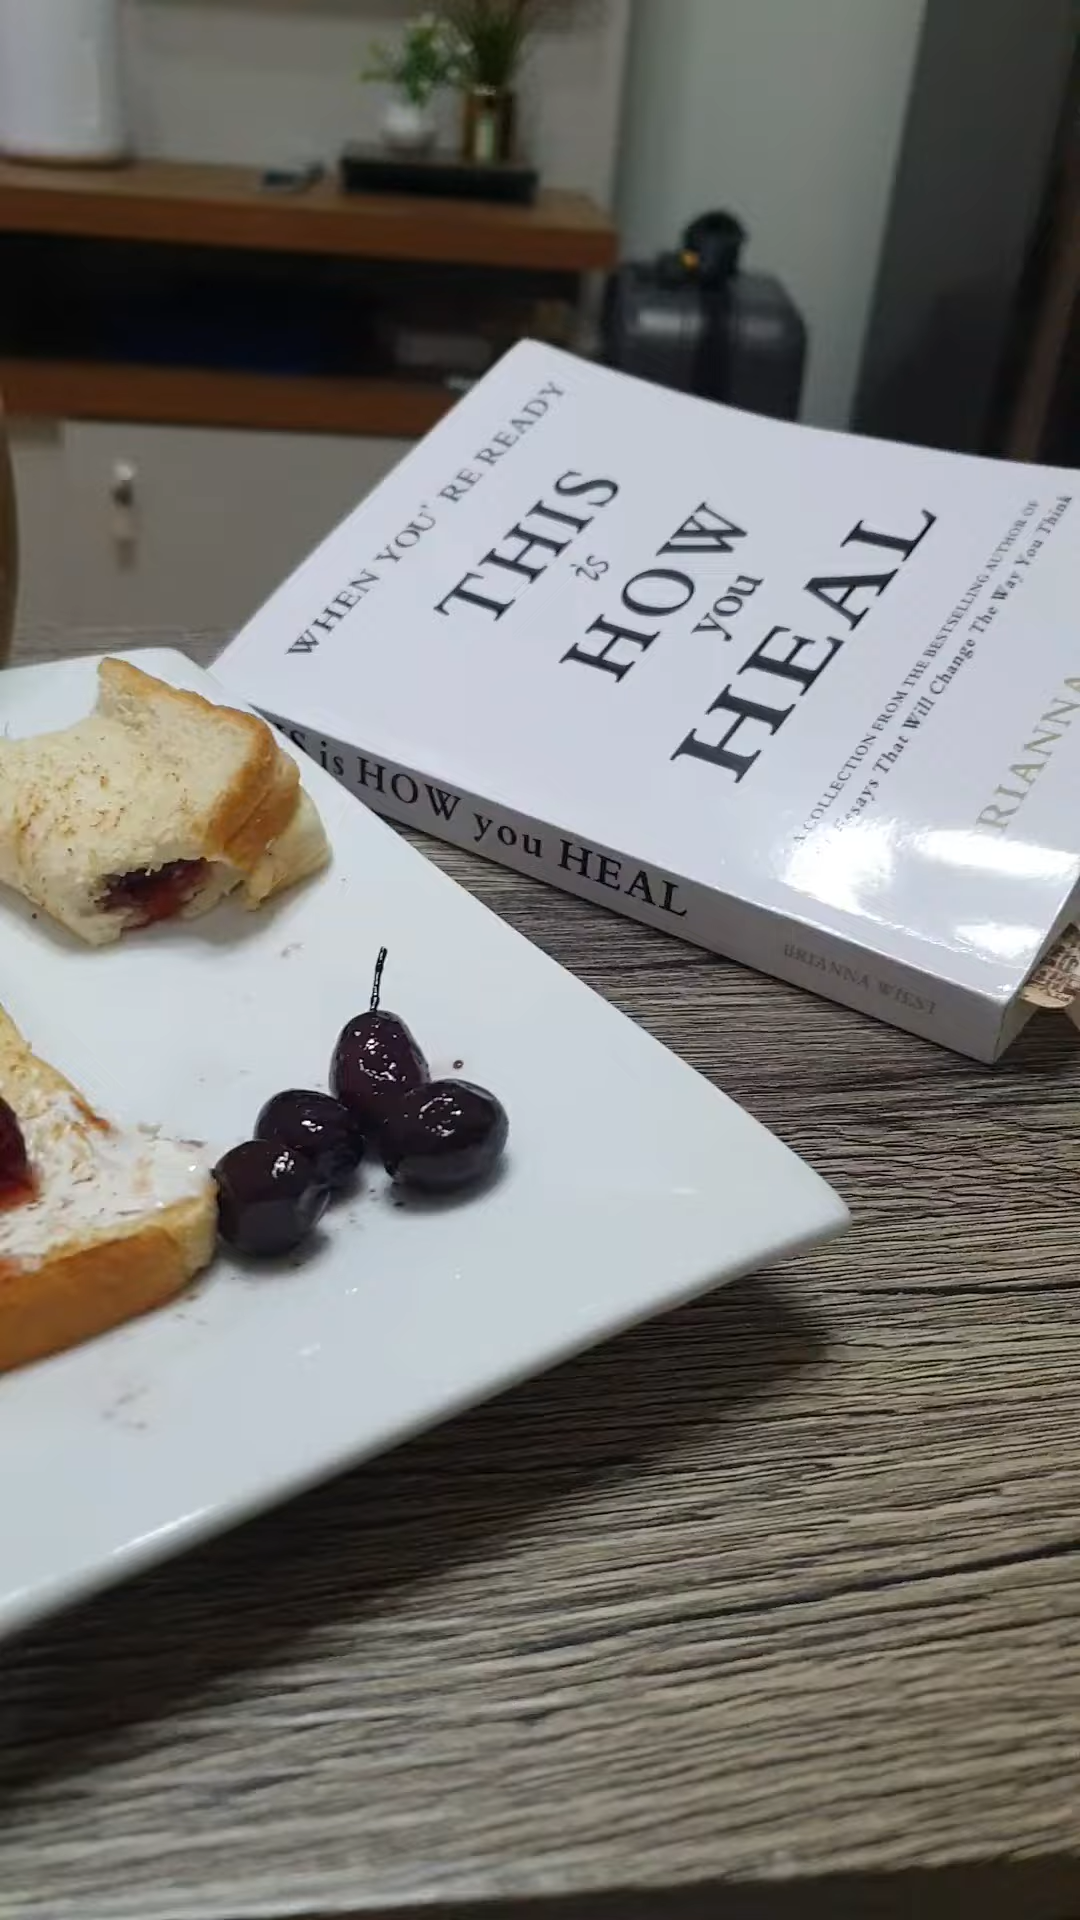 WHEN YOU'RE READY
THIS
is
HOW
you
HEAL
A COLLECTION FROM THE BESTSELLING AUTHOR OF
Essays That Will Change The Way You Think
RIANNA
IS is HOW you HEAL
BRIANNA WIEST